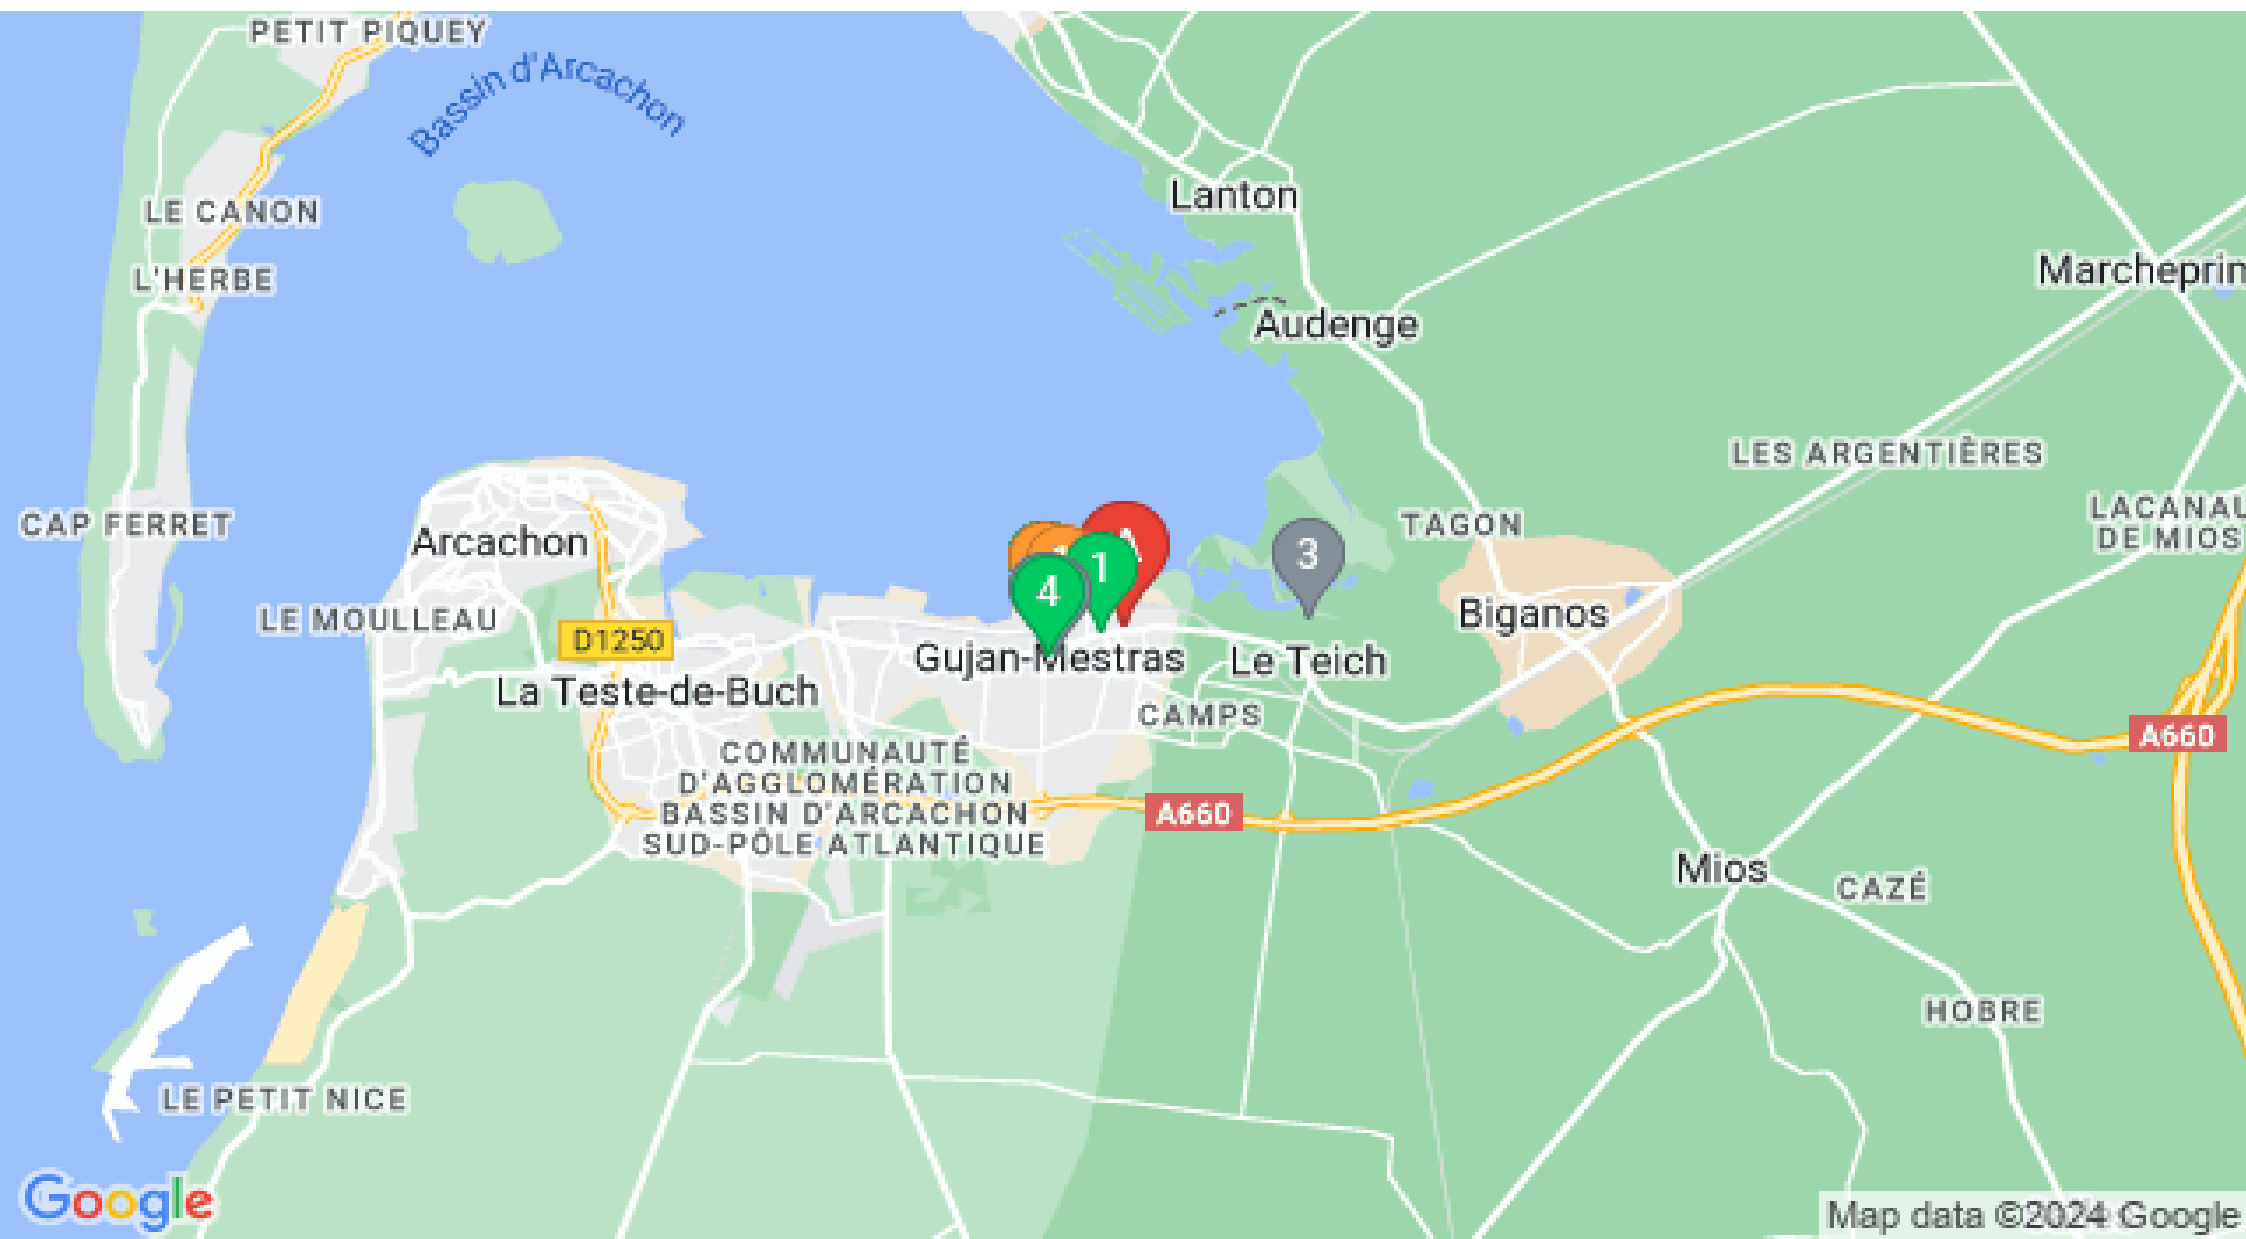 PETIT PIQUEY
Bassin d'Arcachon
Lanton
LE CANON
L'HERBE
Marcheprim
Audenge
LES ARGENTIÈRES
LACANAU
DE MIOS
CAP FERRET
TAGON
Arcachon
A
1
3
4
LE MOULLEAU
D1250
Biganos
Gujan-Mestras
Le Teich
La Teste-de-Buch
CAMPS
A660
COMMUNAUTÉ
D'AGGLOMÉRATION
BASSIN D'ARCACHON
SUD-PÔLE ATLANTIQUE
A660
Mios
CAZÉ
HOBRE
LE PETIT NICE
Google
Map data ©2024 Google